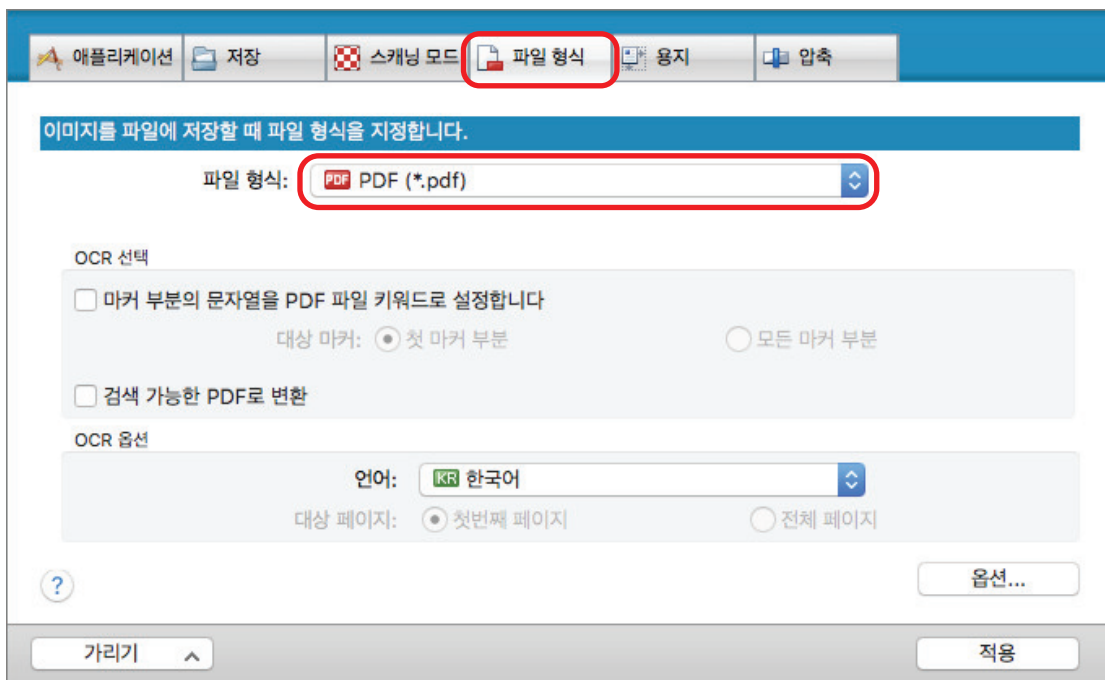 애플리케이션 저장 스캐닝 모드 파일 형식 용지 압축
이미지를 파일에 저장할 때 파일 형식을 지정합니다.
파일 형식: PDF PDF (*.pdf)
OCR 선택
마커 부분의 문자열을 PDF 파일 키워드로 설정합니다
대상 마커: 첫 마커 부분 모든 마커 부분
검색 가능한 PDF로 변환
OCR 옵션
언어: KR 한국어
대상 페이지: 첫번째 페이지 전체 페이지
? 옵션...
가리기 적용